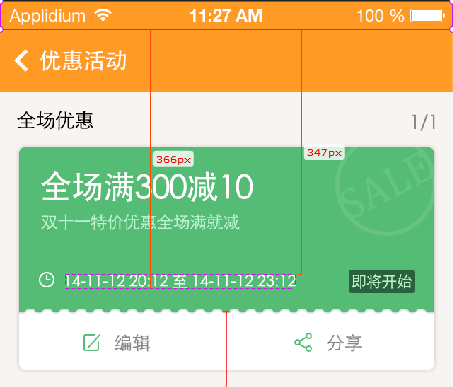 Applidium 11:27 AM 100 %
优惠活动
全场优惠 1/1
366px 347px
SALE
全场满300减10
双十一特价优惠全场满就减
14-11-12 20:12 至 14-11-12 23:12 即将开始
编辑 分享